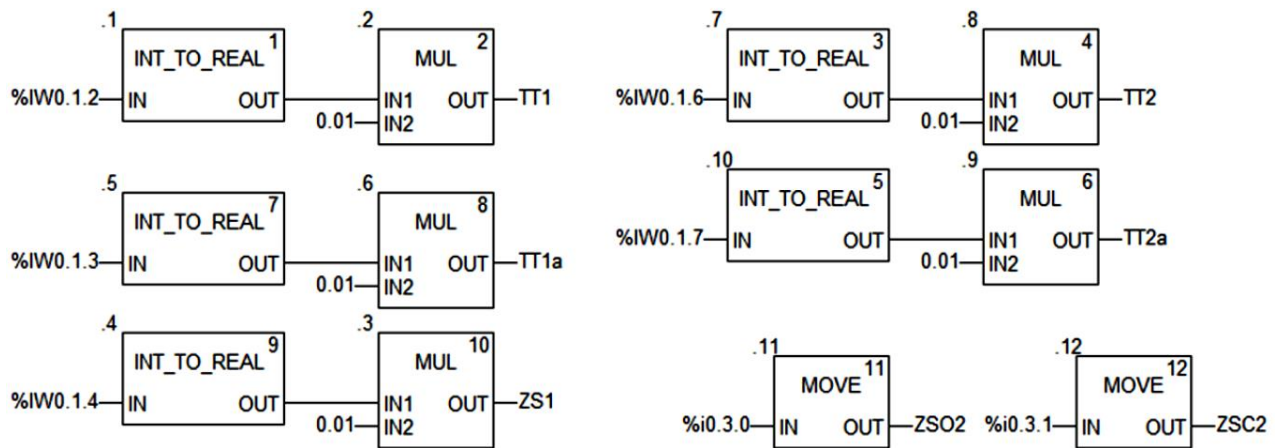 .1 .2 .7 .8
1 2 3 4
INT_TO_REAL MUL INT_TO_REAL MUL
%IW0.1.2 IN OUT IN1 OUT TT1 %IW0.1.6 IN OUT IN1 OUT TT2
0.01 IN2 0.01 IN2
.10 .9
.5 .6 5 6
7 8 INT_TO_REAL MUL
INT_TO_REAL MUL
%IW0.1.7 IN OUT IN1 OUT TT2a
%IW0.1.3 IN OUT IN1 OUT TT1a 0.01 IN2
0.01 IN2
.4 .3
9 10 .11 .12
INT_TO_REAL MUL 11 12
MOVE MOVE
%IW0.1.4 IN OUT IN1 OUT ZS1
0.01 IN2 %i0.3.0 IN OUT ZSO2 %i0.3.1 IN OUT ZSC2